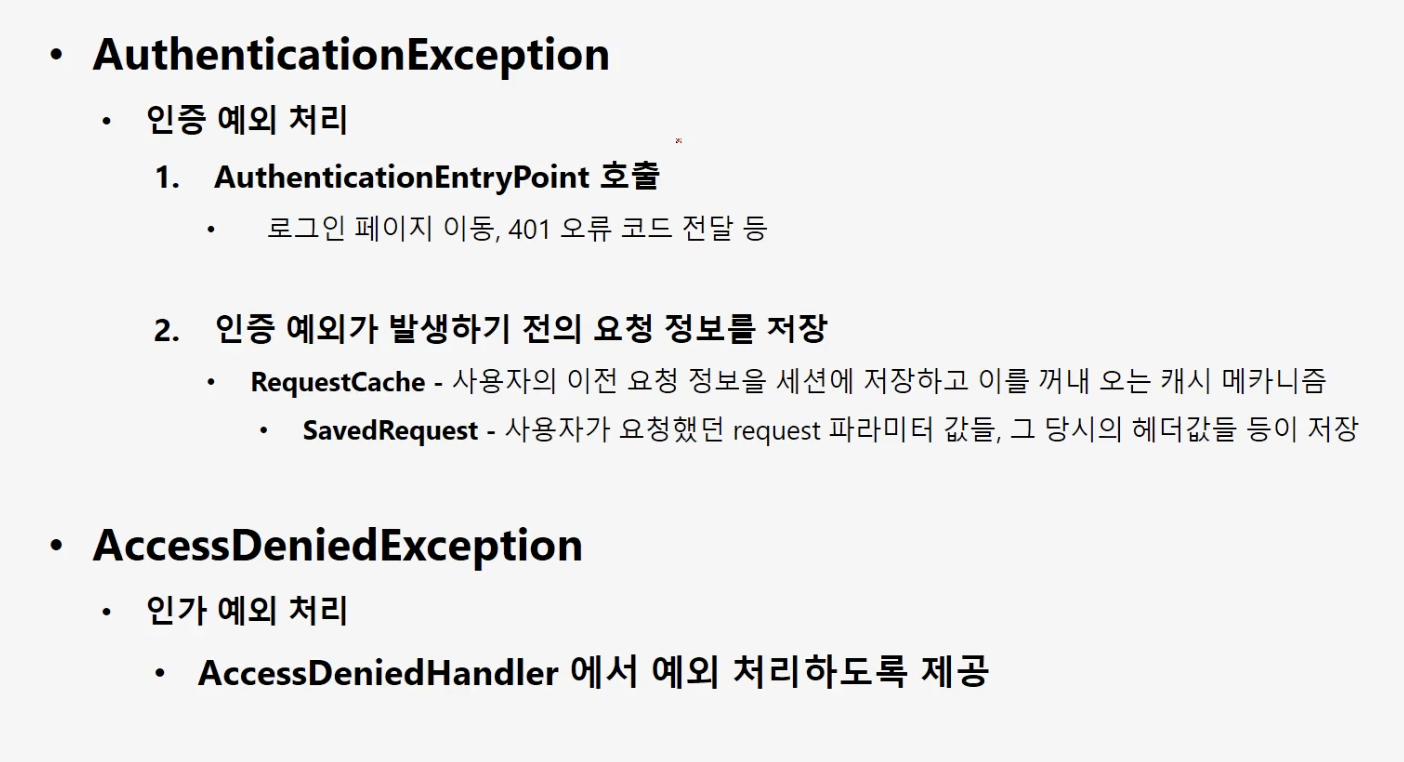 • AuthenticationException
• 인증 예외 처리
1. AuthenticationEntryPoint 호출
• 로그인 페이지 이동, 401 오류 코드 전달 등
2. 인증 예외가 발생하기 전의 요청 정보를 저장
• RequestCache - 사용자의 이전 요청 정보을 세션에 저장하고 이를 꺼내 오는 캐시 메카니즘
• SavedRequest - 사용자가 요청했던 request 파라미터 값들, 그 당시의 헤더값들 등이 저장
• AccessDeniedException
• 인가 예외 처리
• AccessDeniedHandler 에서 예외 처리하도록 제공